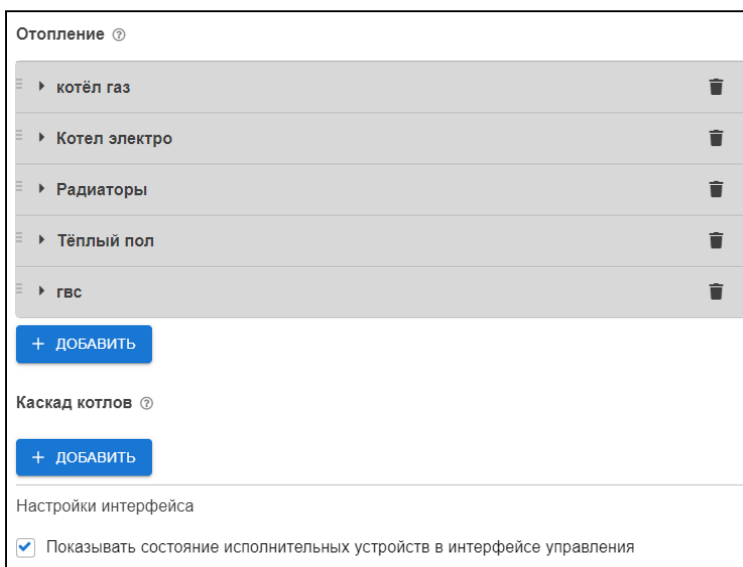 Отопление
котёл газ
Котел электро
Радиаторы
Тёплый пол
гвс
+ ДОБАВИТЬ
Каскад котлов
+ ДОБАВИТЬ
Настройки интерфейса
Показывать состояние исполнительных устройств в интерфейсе управления